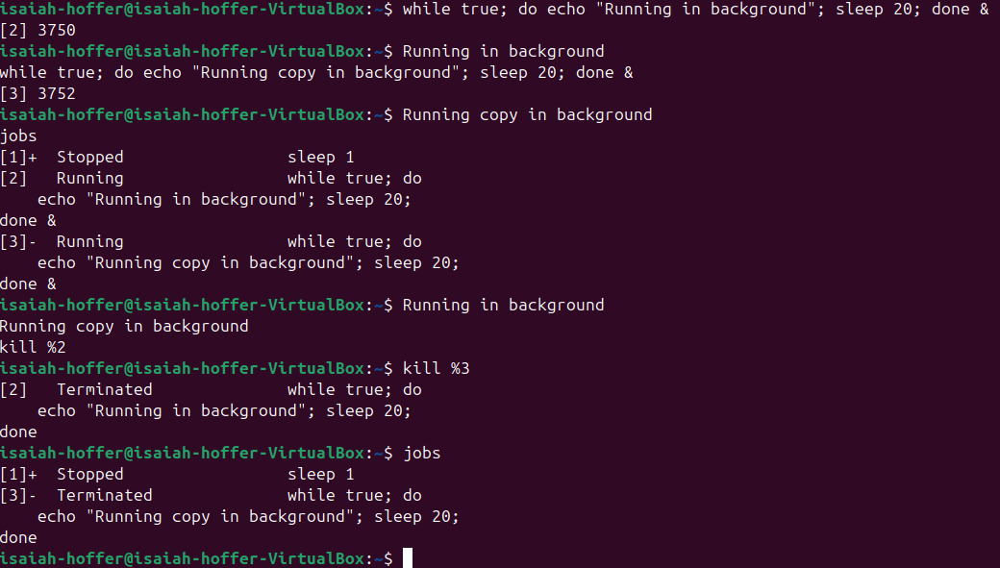 isaiah-hoffer@isaiah-hoffer-VirtualBox:~$ while true; do echo "Running in background"; sleep 20; done &
[2] 3750
isaiah-hoffer@isaiah-hoffer-VirtualBox:~$ Running in background
while true; do echo "Running copy in background"; sleep 20; done &
[3] 3752
isaiah-hoffer@isaiah-hoffer-VirtualBox:~$ Running copy in background
jobs
[1]+  Stopped                 sleep 1
[2]   Running                 while true; do
    echo "Running in background"; sleep 20;
done &
[3]-  Running                 while true; do
    echo "Running copy in background"; sleep 20;
done &
isaiah-hoffer@isaiah-hoffer-VirtualBox:~$ Running in background
Running copy in background
kill %2
isaiah-hoffer@isaiah-hoffer-VirtualBox:~$ kill %3
[2]   Terminated              while true; do
    echo "Running in background"; sleep 20;
done
isaiah-hoffer@isaiah-hoffer-VirtualBox:~$ jobs
[1]+  Stopped                 sleep 1
[3]-  Terminated              while true; do
    echo "Running copy in background"; sleep 20;
done
isaiah-hoffer@isaiah-hoffer-VirtualBox:~$